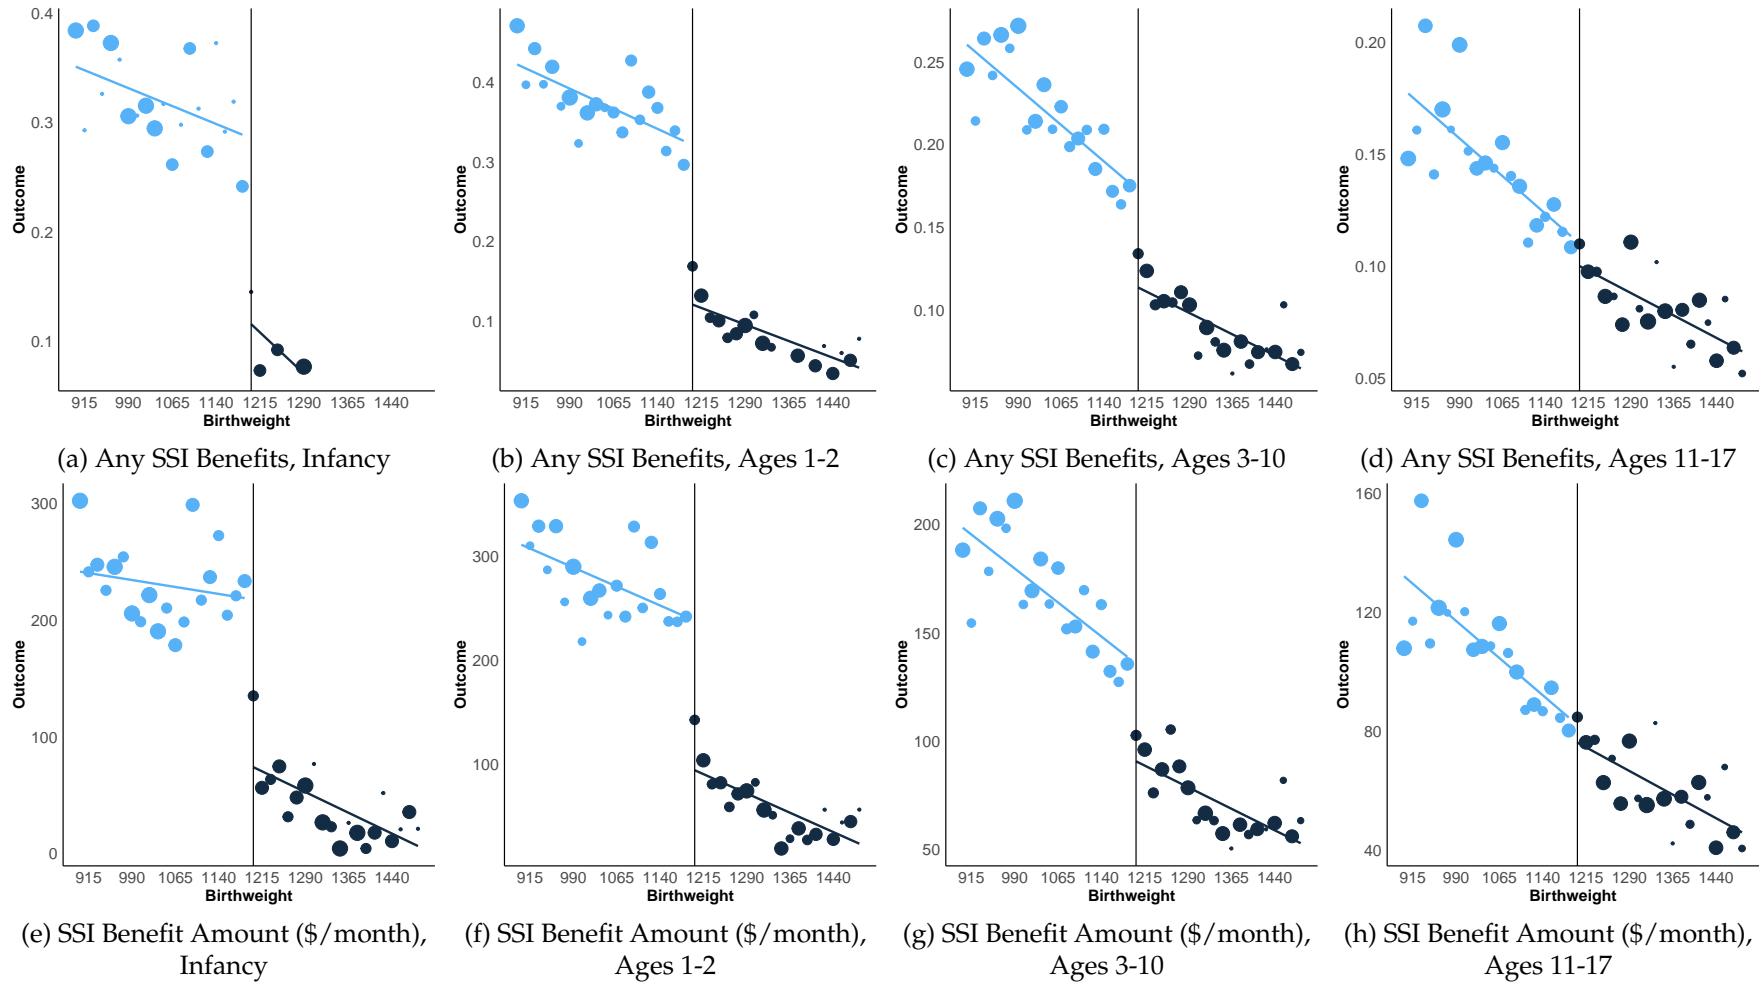 0.4
0.3
0.2
0.1
Outcome
915 990 1065 1140 1215 1290 1365 1440
Birthweight
(a) Any SSI Benefits, Infancy
0.4
0.3
0.2
0.1
Outcome
915 990 1065 1140 1215 1290 1365 1440
Birthweight
(b) Any SSI Benefits, Ages 1-2
0.25
0.20
0.15
0.10
Outcome
915 990 1065 1140 1215 1290 1365 1440
Birthweight
(c) Any SSI Benefits, Ages 3-10
0.20
0.15
0.10
0.05
Outcome
915 990 1065 1140 1215 1290 1365 1440
Birthweight
(d) Any SSI Benefits, Ages 11-17
300
200
100
0
Outcome
915 990 1065 1140 1215 1290 1365 1440
Birthweight
(e) SSI Benefit Amount ($/month),
Infancy
300
200
100
Outcome
915 990 1065 1140 1215 1290 1365 1440
Birthweight
(f) SSI Benefit Amount ($/month),
Ages 1-2
200
150
100
50
Outcome
915 990 1065 1140 1215 1290 1365 1440
Birthweight
(g) SSI Benefit Amount ($/month),
Ages 3-10
160
120
80
40
Outcome
915 990 1065 1140 1215 1290 1365 1440
Birthweight
(h) SSI Benefit Amount ($/month),
Ages 11-17